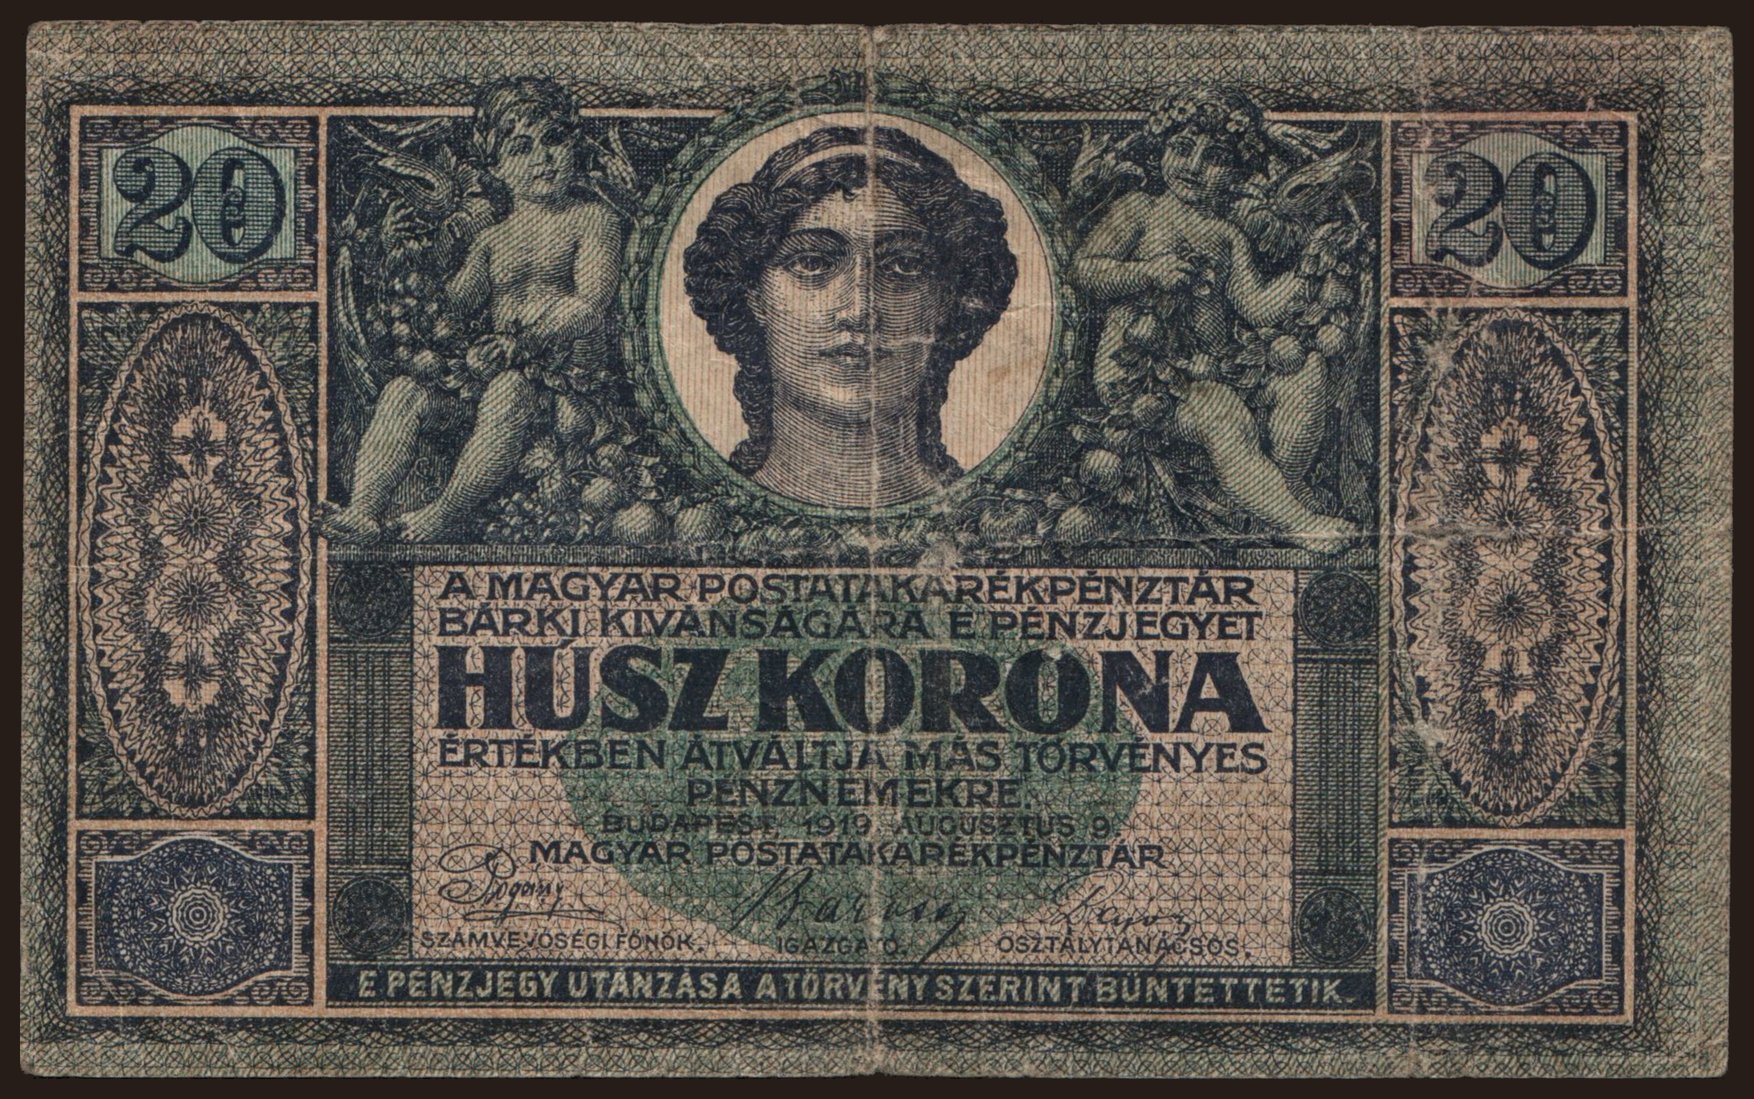 20 20
A MAGYAR POSTATAKARÉKPÉNZTÁR
BÁRKI KIVÁNSÁGÁRA E PÉNZJEGYET
HÚSZ KORONA
ÉRTÉKBEN ÁTVÁLTJA MÁS TÖRVÉNYES
PÉNZNEMEKRE.
BUDAPEST, 1919 AUGUSZTUS 9.
MAGYAR POSTATAKARÉKPÉNZTÁR
SZÁMVEVŐSÉGI FŐNÖK. IGAZGATÓ. OSZTÁLYTANÁCSOS.
E PÉNZJEGY UTÁNZÁSA A TÖRVÉNY SZERINT BÜNTETTETIK.